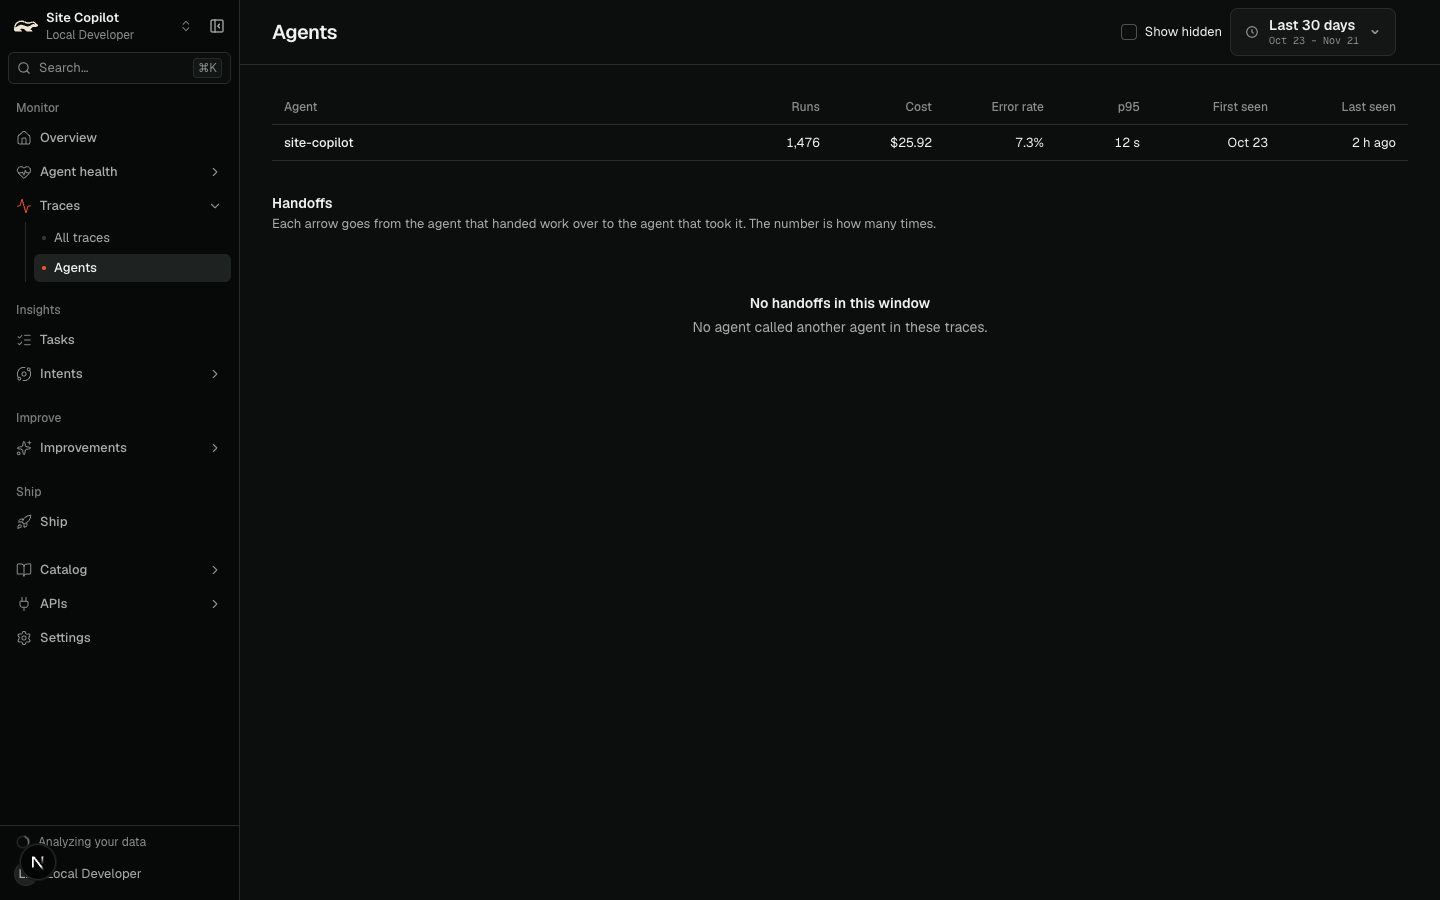 Site Copilot
Local Developer
Search...
⌘K
Monitor
Overview
Agent health
Traces
All traces
Agents
Insights
Tasks
Intents
Improve
Improvements
Ship
Ship
Catalog
APIs
Settings
Analyzing your data
N
Local Developer
Agents
Show hidden
Last 30 days
Oct 23 – Nov 21
Agent Runs Cost Error rate p95 First seen Last seen
site-copilot 1,476 $25.92 7.3% 12 s Oct 23 2 h ago
Handoffs
Each arrow goes from the agent that handed work over to the agent that took it. The number is how many times.
No handoffs in this window
No agent called another agent in these traces.